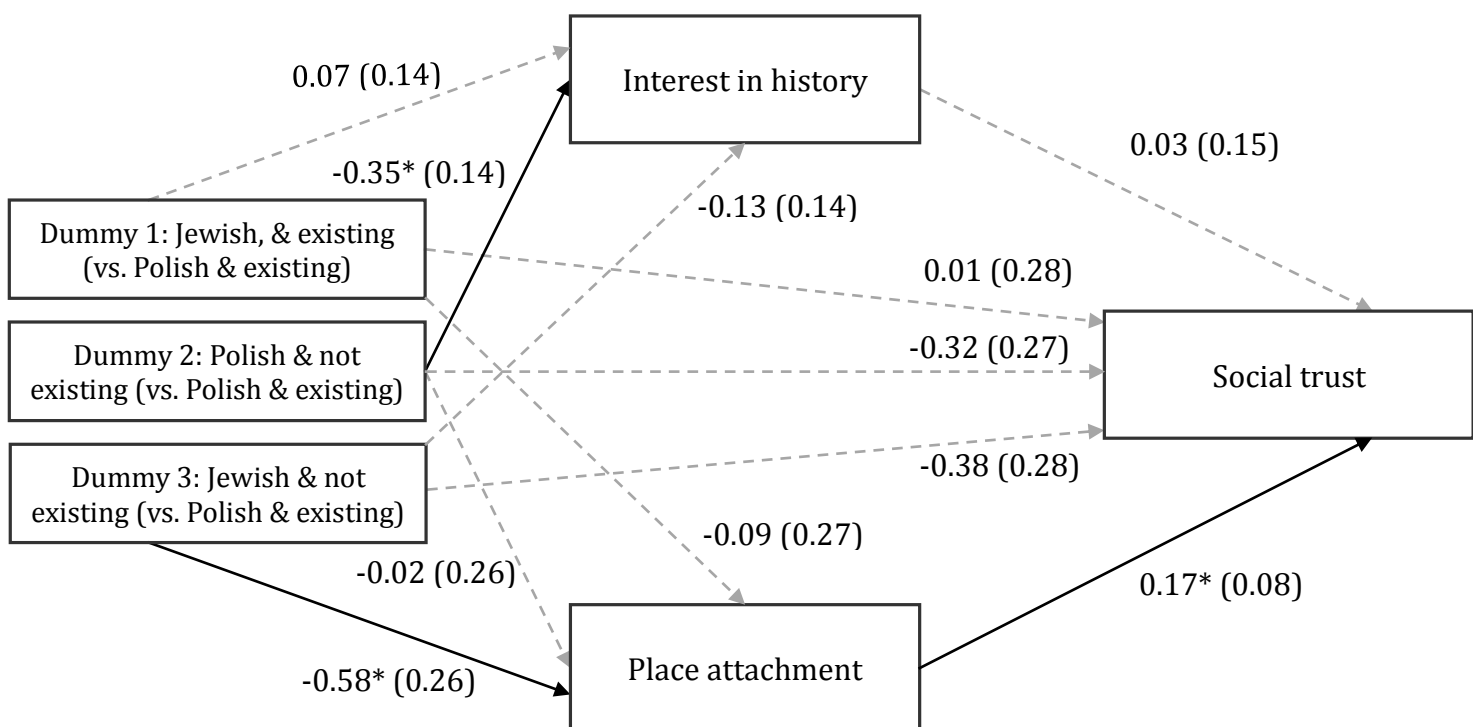 Interest in history
0.07 (0.14)
0.03 (0.15)
-0.35* (0.14)
-0.13 (0.14)
Dummy 1: Jewish, & existing
(vs. Polish & existing)
0.01 (0.28)
Dummy 2: Polish & not
existing (vs. Polish & existing)
-0.32 (0.27)
Social trust
Dummy 3: Jewish & not
existing (vs. Polish & existing)
-0.38 (0.28)
-0.09 (0.27)
-0.02 (0.26)
0.17* (0.08)
-0.58* (0.26)
Place attachment